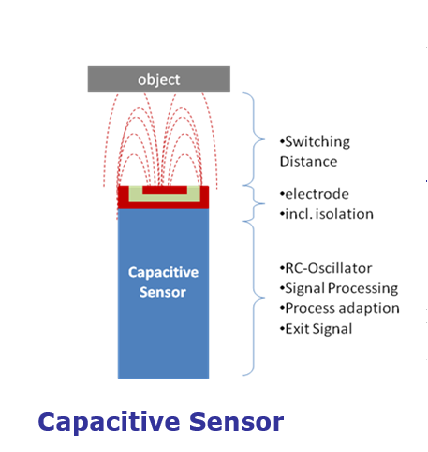 object
•Switching
Distance
•electrode
•incl. isolation
Capacitive
Sensor
•RC-Oscillator
•Signal Processing
•Process adaption
•Exit Signal
Capacitive Sensor